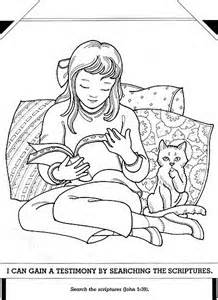 I CAN GAIN A TESTIMONY BY SEARCHING THE SCRIPTURES.
Search the scriptures (John 5:39).